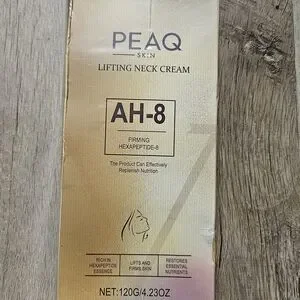 PEAQ
SKIN
LIFTING NECK CREAM
AH-8
FIRMING
HEXAPEPTIDE-8
The Product Can Effectively
Replenish Nutrition
RICH IN
HEXAPEPTIDE
ESSENCE
LIFTS AND
FIRMS SKIN
RESTORES
ESSENTIAL
NUTRIENTS
NET:120G/4.23OZ